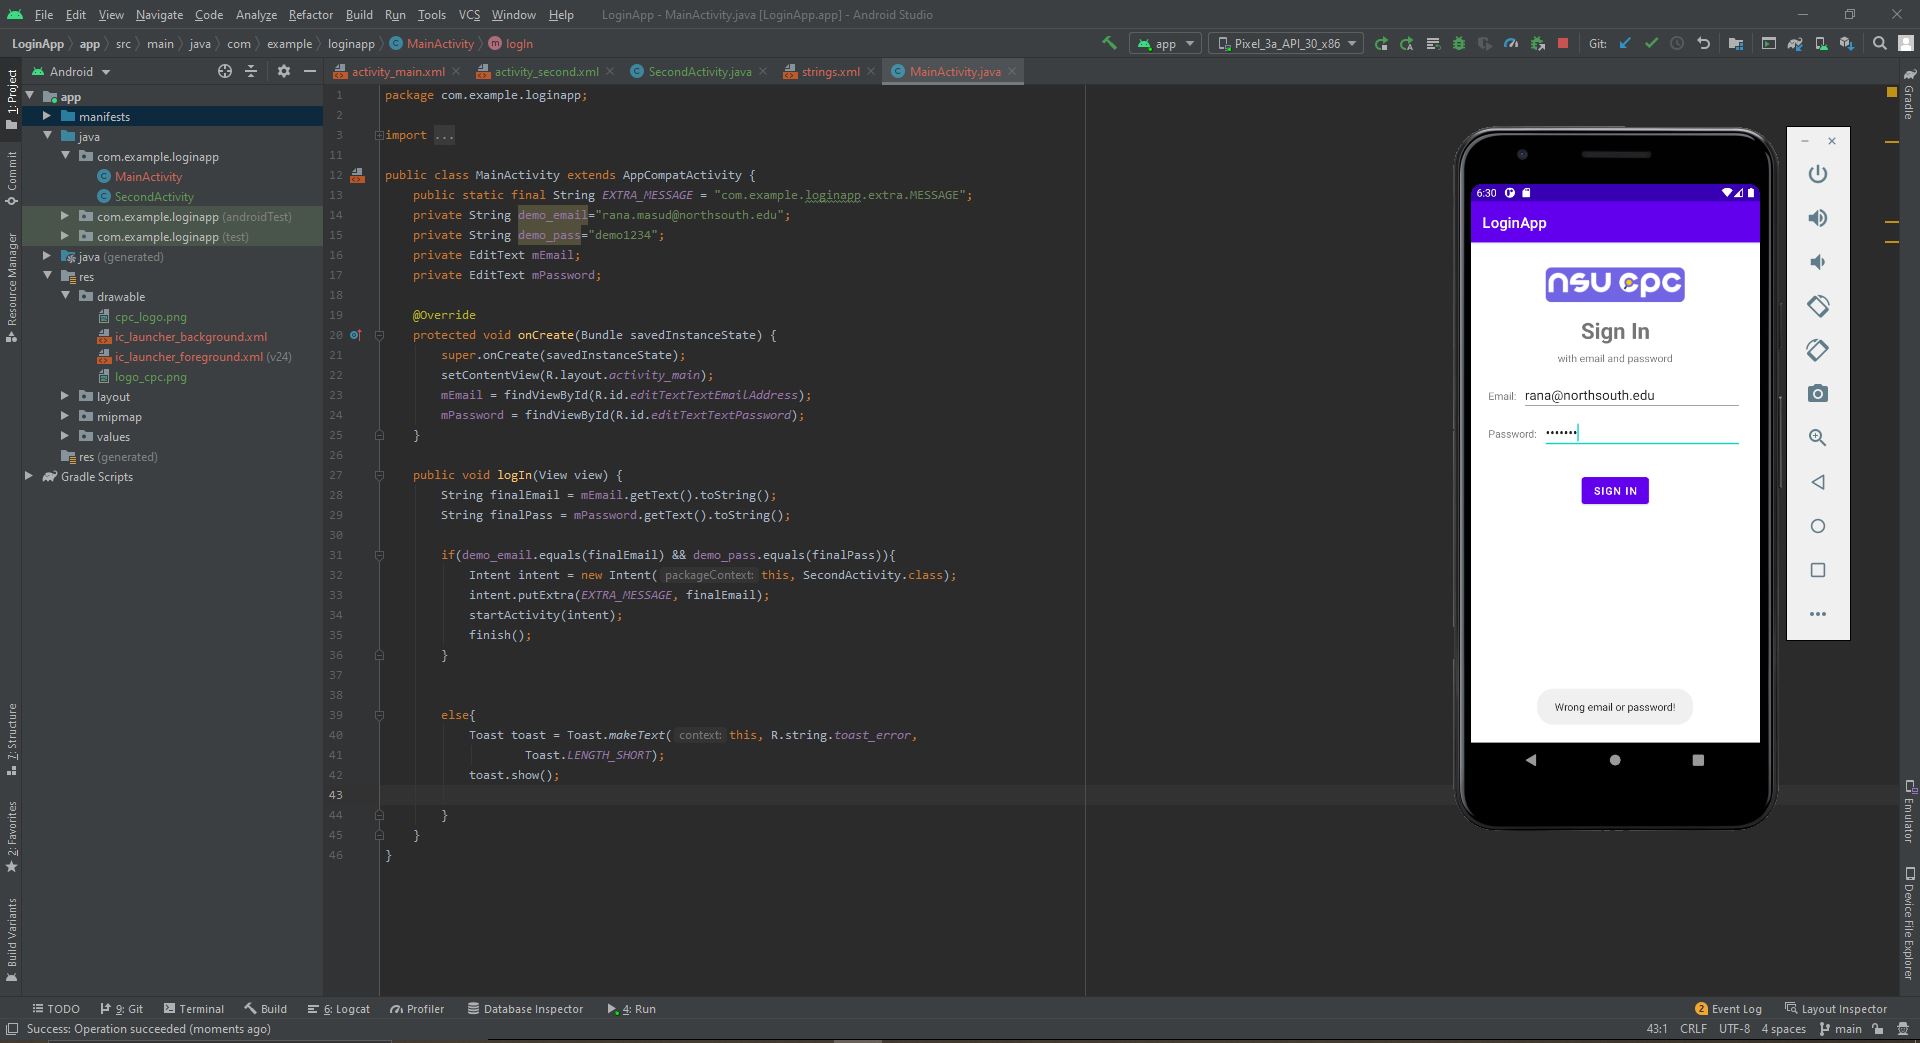 File Edit View Navigate Code Analyze Refactor Build Run Tools VCS Window Help LoginApp - MainActivity.java [LoginApp.app] - Android Studio
LoginApp app src main java com example loginapp MainActivity logIn app Pixel_3a_API_30_x86 Git:
Android
activity_main.xml activity_second.xml SecondActivity.java strings.xml MainActivity.java
1: Project
Commit
Resource Manager
7: Structure
2: Favorites
Build Variants
app
manifests
java
com.example.loginapp
MainActivity
SecondActivity
com.example.loginapp (androidTest)
com.example.loginapp (test)
java (generated)
res
drawable
cpc_logo.png
ic_launcher_background.xml
ic_launcher_foreground.xml (v24)
logo_cpc.png
layout
mipmap
values
res (generated)
Gradle Scripts
1 package com.example.loginapp;
2
3 import ...
11
12 public class MainActivity extends AppCompatActivity {
13 public static final String EXTRA_MESSAGE = "com.example.loginapp.extra.MESSAGE";
14 private String demo_email="rana.masud@northsouth.edu";
15 private String demo_pass="demo1234";
16 private EditText mEmail;
17 private EditText mPassword;
18
19 @Override
20 protected void onCreate(Bundle savedInstanceState) {
21 super.onCreate(savedInstanceState);
22 setContentView(R.layout.activity_main);
23 mEmail = findViewById(R.id.editTextTextEmailAddress);
24 mPassword = findViewById(R.id.editTextTextPassword);
25 }
26
27 public void logIn(View view) {
28 String finalEmail = mEmail.getText().toString();
29 String finalPass = mPassword.getText().toString();
30
31 if(demo_email.equals(finalEmail) && demo_pass.equals(finalPass)){
32 Intent intent = new Intent( packageContext: this, SecondActivity.class);
33 intent.putExtra(EXTRA_MESSAGE, finalEmail);
34 startActivity(intent);
35 finish();
36 }
37
38
39 else{
40 Toast toast = Toast.makeText( context: this, R.string.toast_error,
41 Toast.LENGTH_SHORT);
42 toast.show();
43
44 }
45 }
46 }
6:30
LoginApp
nsu cpc
Sign In
with email and password
Email: rana@northsouth.edu
Password: •••••••
SIGN IN
Wrong email or password!
Gradle
Emulator
Device File Explorer
TODO 9: Git Terminal Build 6: Logcat Profiler Database Inspector 4: Run 2 Event Log Layout Inspector
Success: Operation succeeded (moments ago) 43:1 CRLF UTF-8 4 spaces main